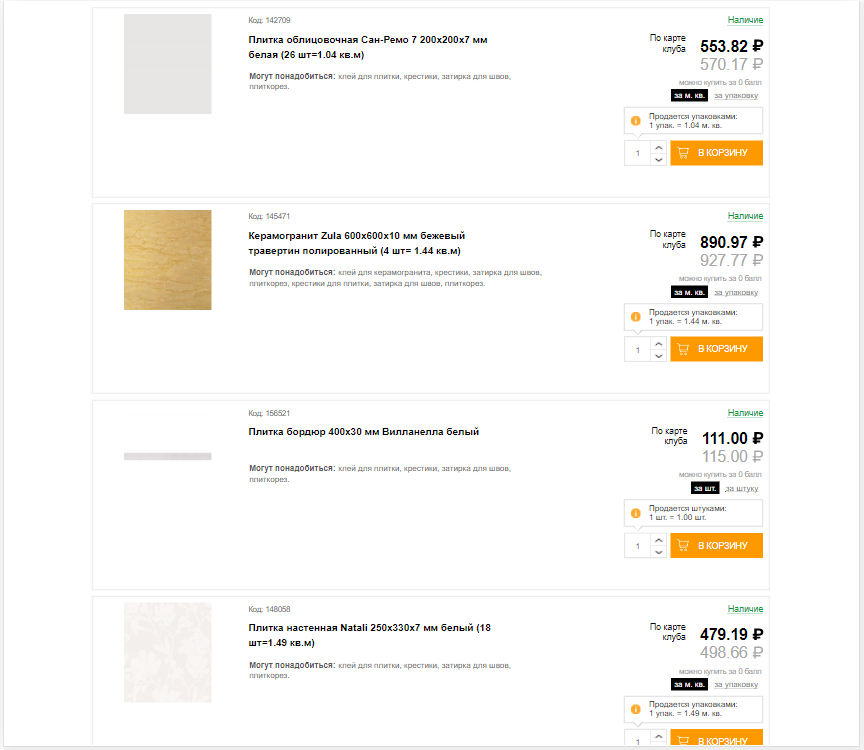 Код: 142709
Наличие
Плитка облицовочная Сан-Ремо 7 200х200х7 мм
белая (26 шт=1.04 кв.м)
По карте
клуба
553.82 ₽
570.17 ₽
Могут понадобиться: клей для плитки, крестики, затирка для швов,
плиткорез.
можно купить за 0 балл
за м. кв. за упаковку
Продается упаковками:
1 упак. = 1.04 м. кв.
1
В КОРЗИНУ
Код: 145471
Наличие
Керамогранит Zula 600х600х10 мм бежевый
травертин полированный (4 шт= 1.44 кв.м)
По карте
клуба
890.97 ₽
927.77 ₽
Могут понадобиться: клей для керамогранита, крестики, затирка для швов,
плиткорез, крестики для плитки, затирка для швов, плиткорез.
можно купить за 0 балл
за м. кв. за упаковку
Продается упаковками:
1 упак. = 1.44 м. кв.
1
В КОРЗИНУ
Код: 156521
Наличие
Плитка бордюр 400х30 мм Вилланелла белый
По карте
клуба
111.00 ₽
115.00 ₽
Могут понадобиться: клей для плитки, крестики, затирка для швов,
плиткорез.
можно купить за 0 балл
за шт. за штуку
Продается штуками:
1 шт. = 1.00 шт.
1
В КОРЗИНУ
Код: 148058
Наличие
Плитка настенная Natali 250х330х7 мм белый (18
шт=1.49 кв.м)
По карте
клуба
479.19 ₽
498.66 ₽
Могут понадобиться: клей для плитки, крестики, затирка для швов,
плиткорез.
можно купить за 0 балл
за м. кв. за упаковку
Продается упаковками:
1 упак. = 1.49 м. кв.
1
В КОРЗИНУ